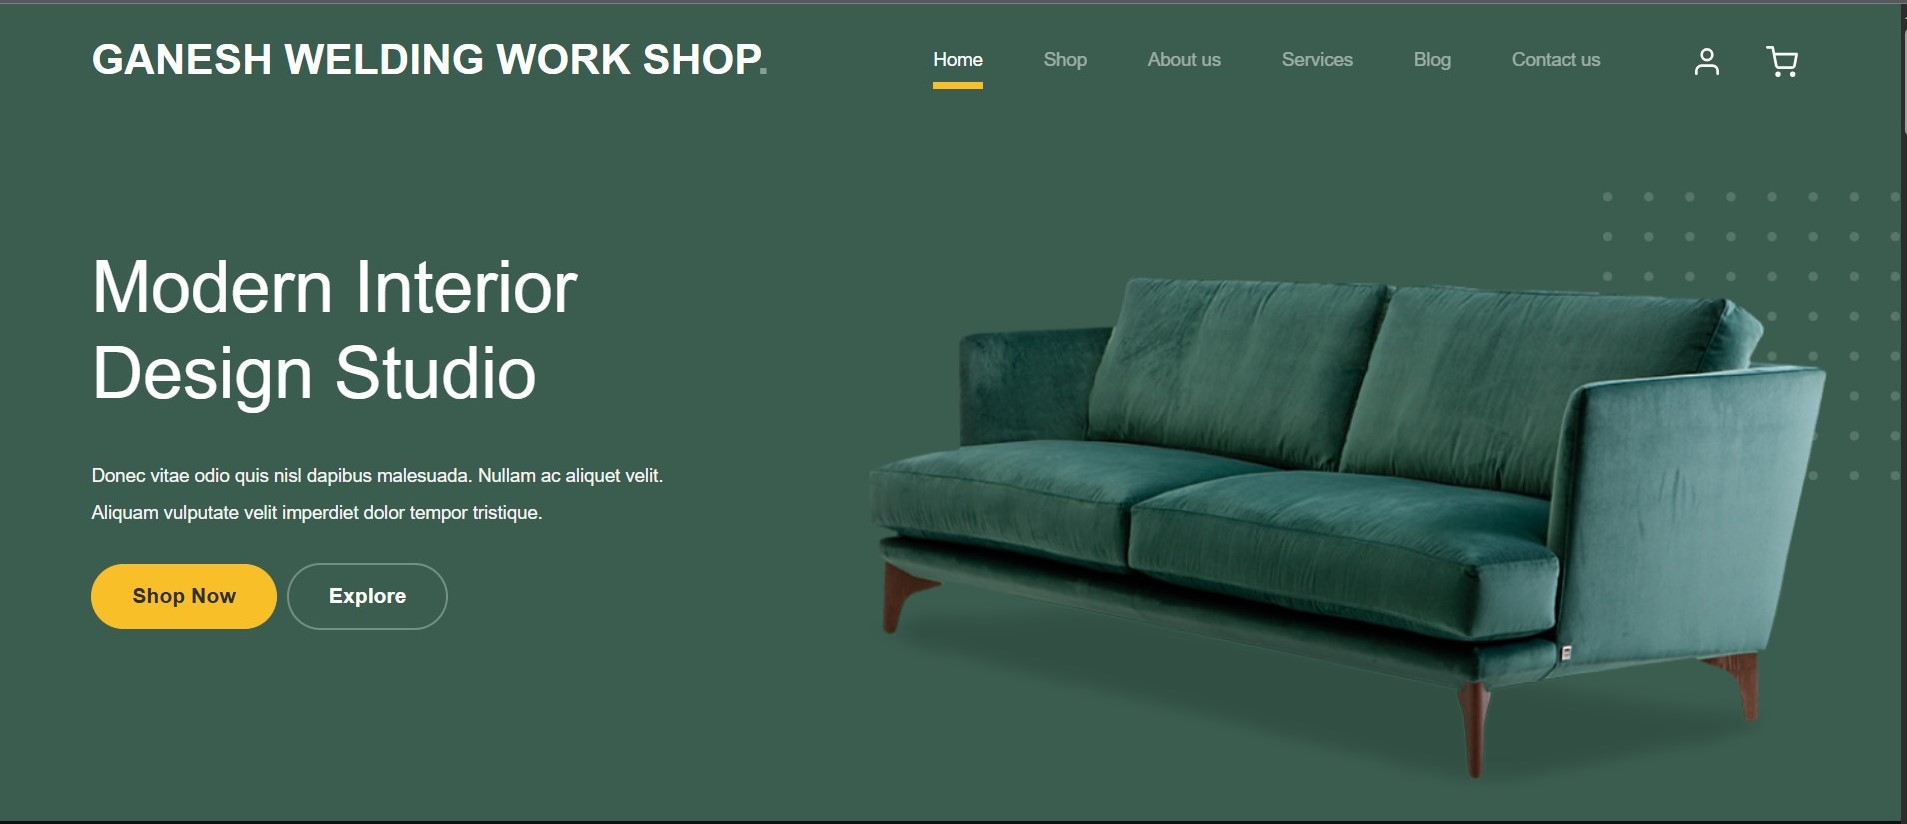 GANESH WELDING WORK SHOP.
Home Shop About us Services Blog Contact us
Modern Interior
Design Studio
Donec vitae odio quis nisl dapibus malesuada. Nullam ac aliquet velit.
Aliquam vulputate velit imperdiet dolor tempor tristique.
Shop Now Explore